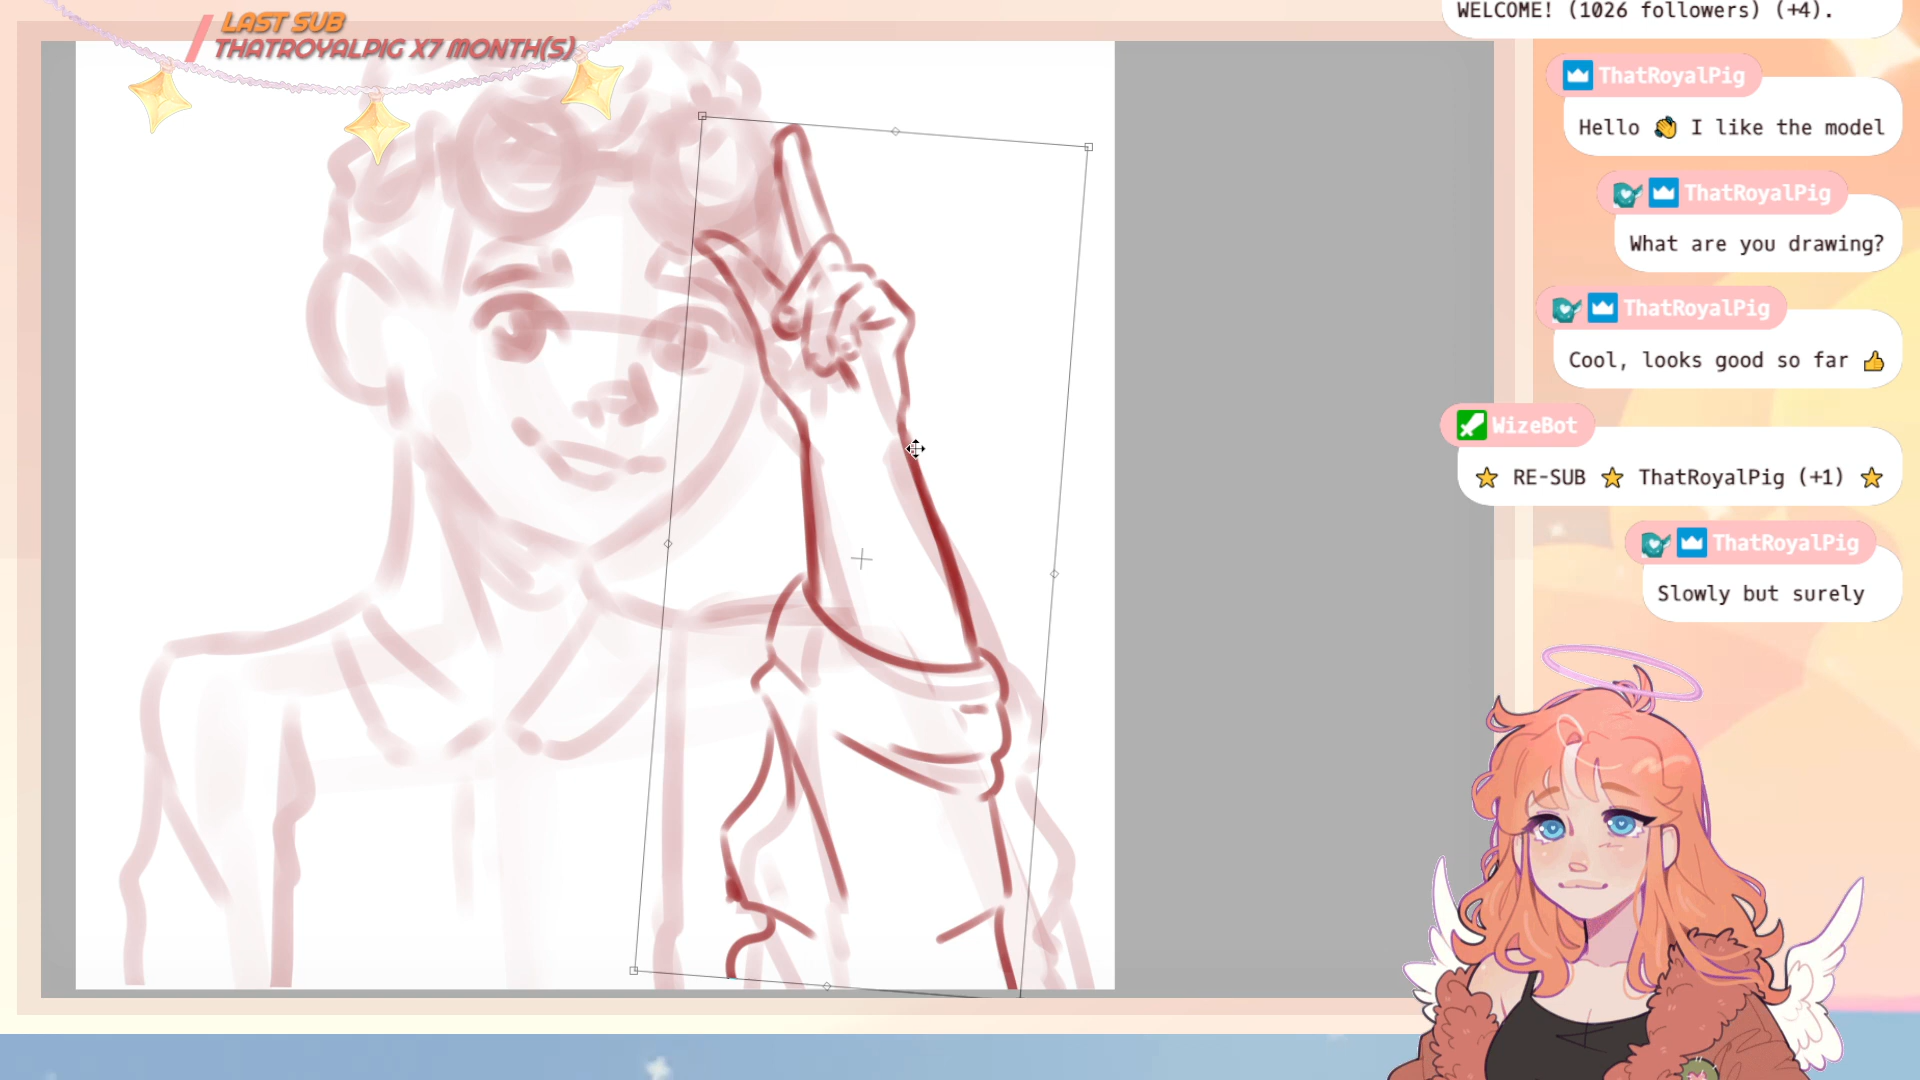 LAST SUB
THATROYALPIG X7 MONTH(S)
WELCOME! (1026 followers) (+4).
ThatRoyalPig
Hello 👋 I like the model
ThatRoyalPig
What are you drawing?
ThatRoyalPig
Cool, looks good so far 👍
WizeBot
⭐ RE-SUB ⭐ ThatRoyalPig (+1) ⭐
ThatRoyalPig
Slowly but surely